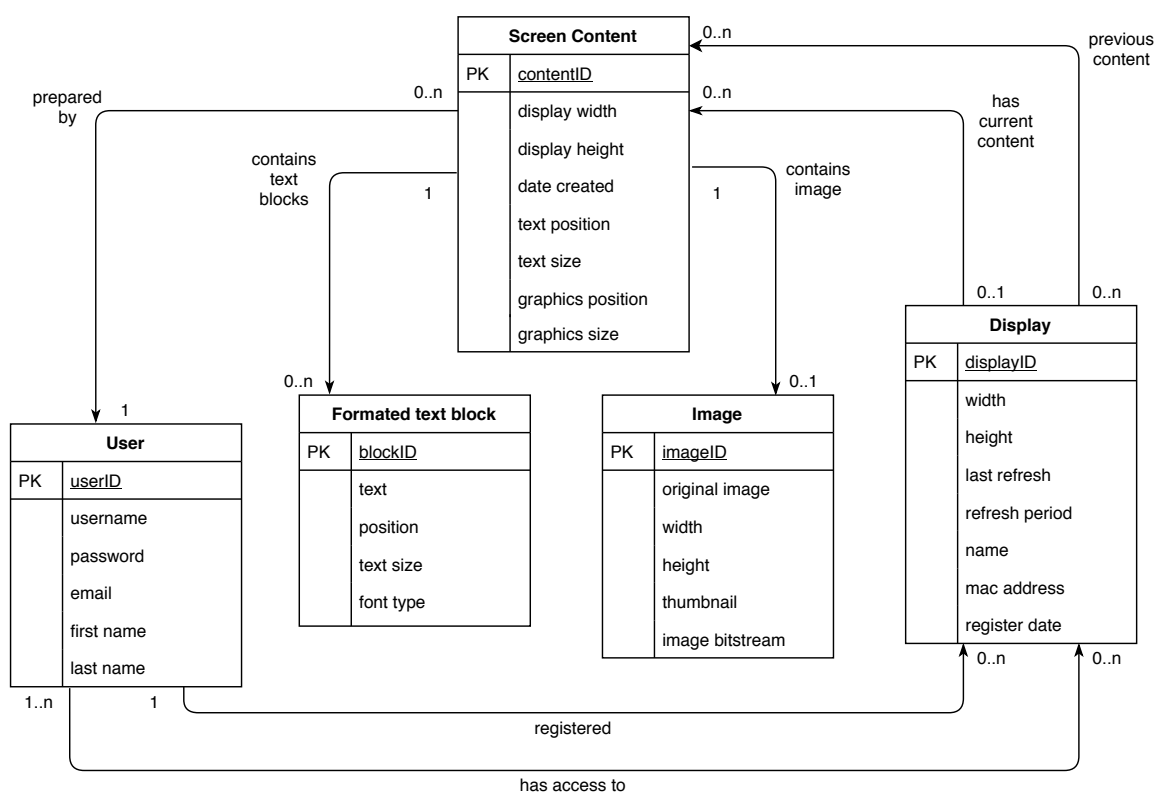 Screen Content
PK contentID
display width
display height
date created
text position
text size
graphics position
graphics size
0..n
previous
content
0..n
0..n
has
current
content
prepared
by
contains
text
blocks
1
1
contains
image
0..1
0..n
Display
PK displayID
width
height
last refresh
refresh period
name
mac address
register date
0..n
0..n
0..n
Formated text block
PK blockID
text
position
text size
font type
0..1
Image
PK imageID
original image
width
height
thumbnail
image bitstream
1
User
PK userID
username
password
email
first name
last name
1..n
1
registered
has access to